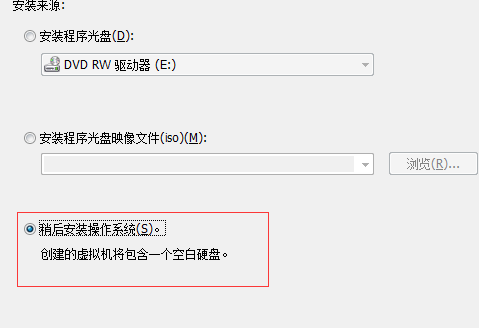 安装来源:
安装程序光盘(D):
DVD RW 驱动器 (E:)
安装程序光盘映像文件(iso)(M):
浏览(R)...
稍后安装操作系统(S)。
创建的虚拟机将包含一个空白硬盘。